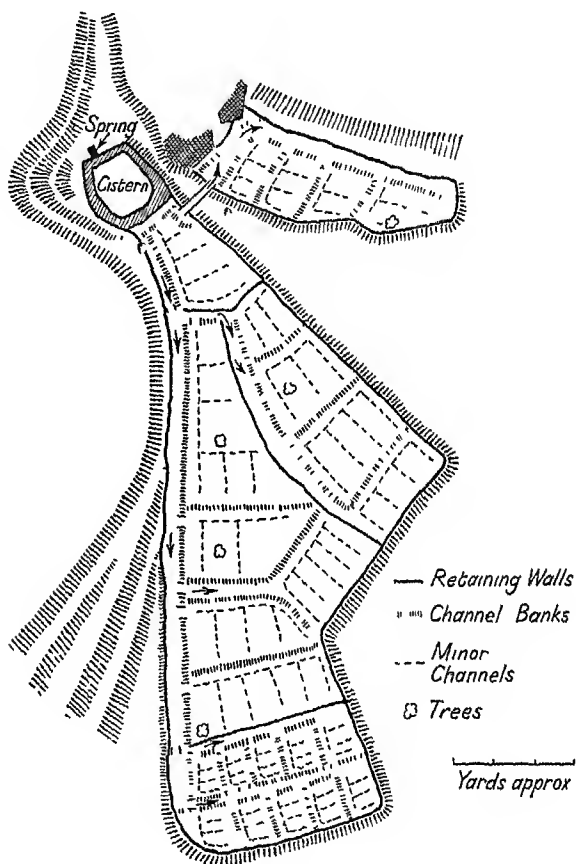 Spring
Cistern
Retaining Walls
Channel Banks
Minor
Channels
Trees
Yards approx